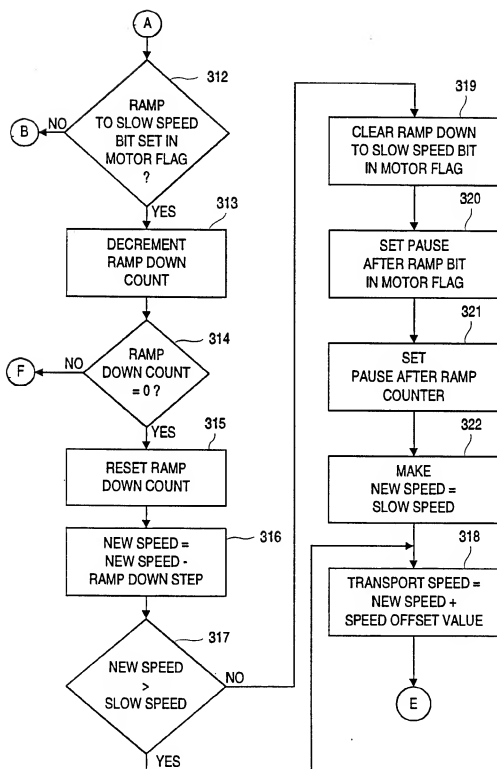 A
312
RAMP
TO SLOW SPEED
BIT SET IN
MOTOR FLAG
?
NO
B
YES
313
DECREMENT
RAMP DOWN
COUNT
314
RAMP
DOWN COUNT
= 0 ?
NO
F
YES
315
RESET RAMP
DOWN COUNT
316
NEW SPEED =
NEW SPEED -
RAMP DOWN STEP
317
NEW SPEED
>
SLOW SPEED
NO
YES
319
CLEAR RAMP DOWN
TO SLOW SPEED BIT
IN MOTOR FLAG
320
SET PAUSE
AFTER RAMP BIT
IN MOTOR FLAG
321
SET
PAUSE AFTER RAMP
COUNTER
322
MAKE
NEW SPEED =
SLOW SPEED
318
TRANSPORT SPEED =
NEW SPEED +
SPEED OFFSET VALUE
E